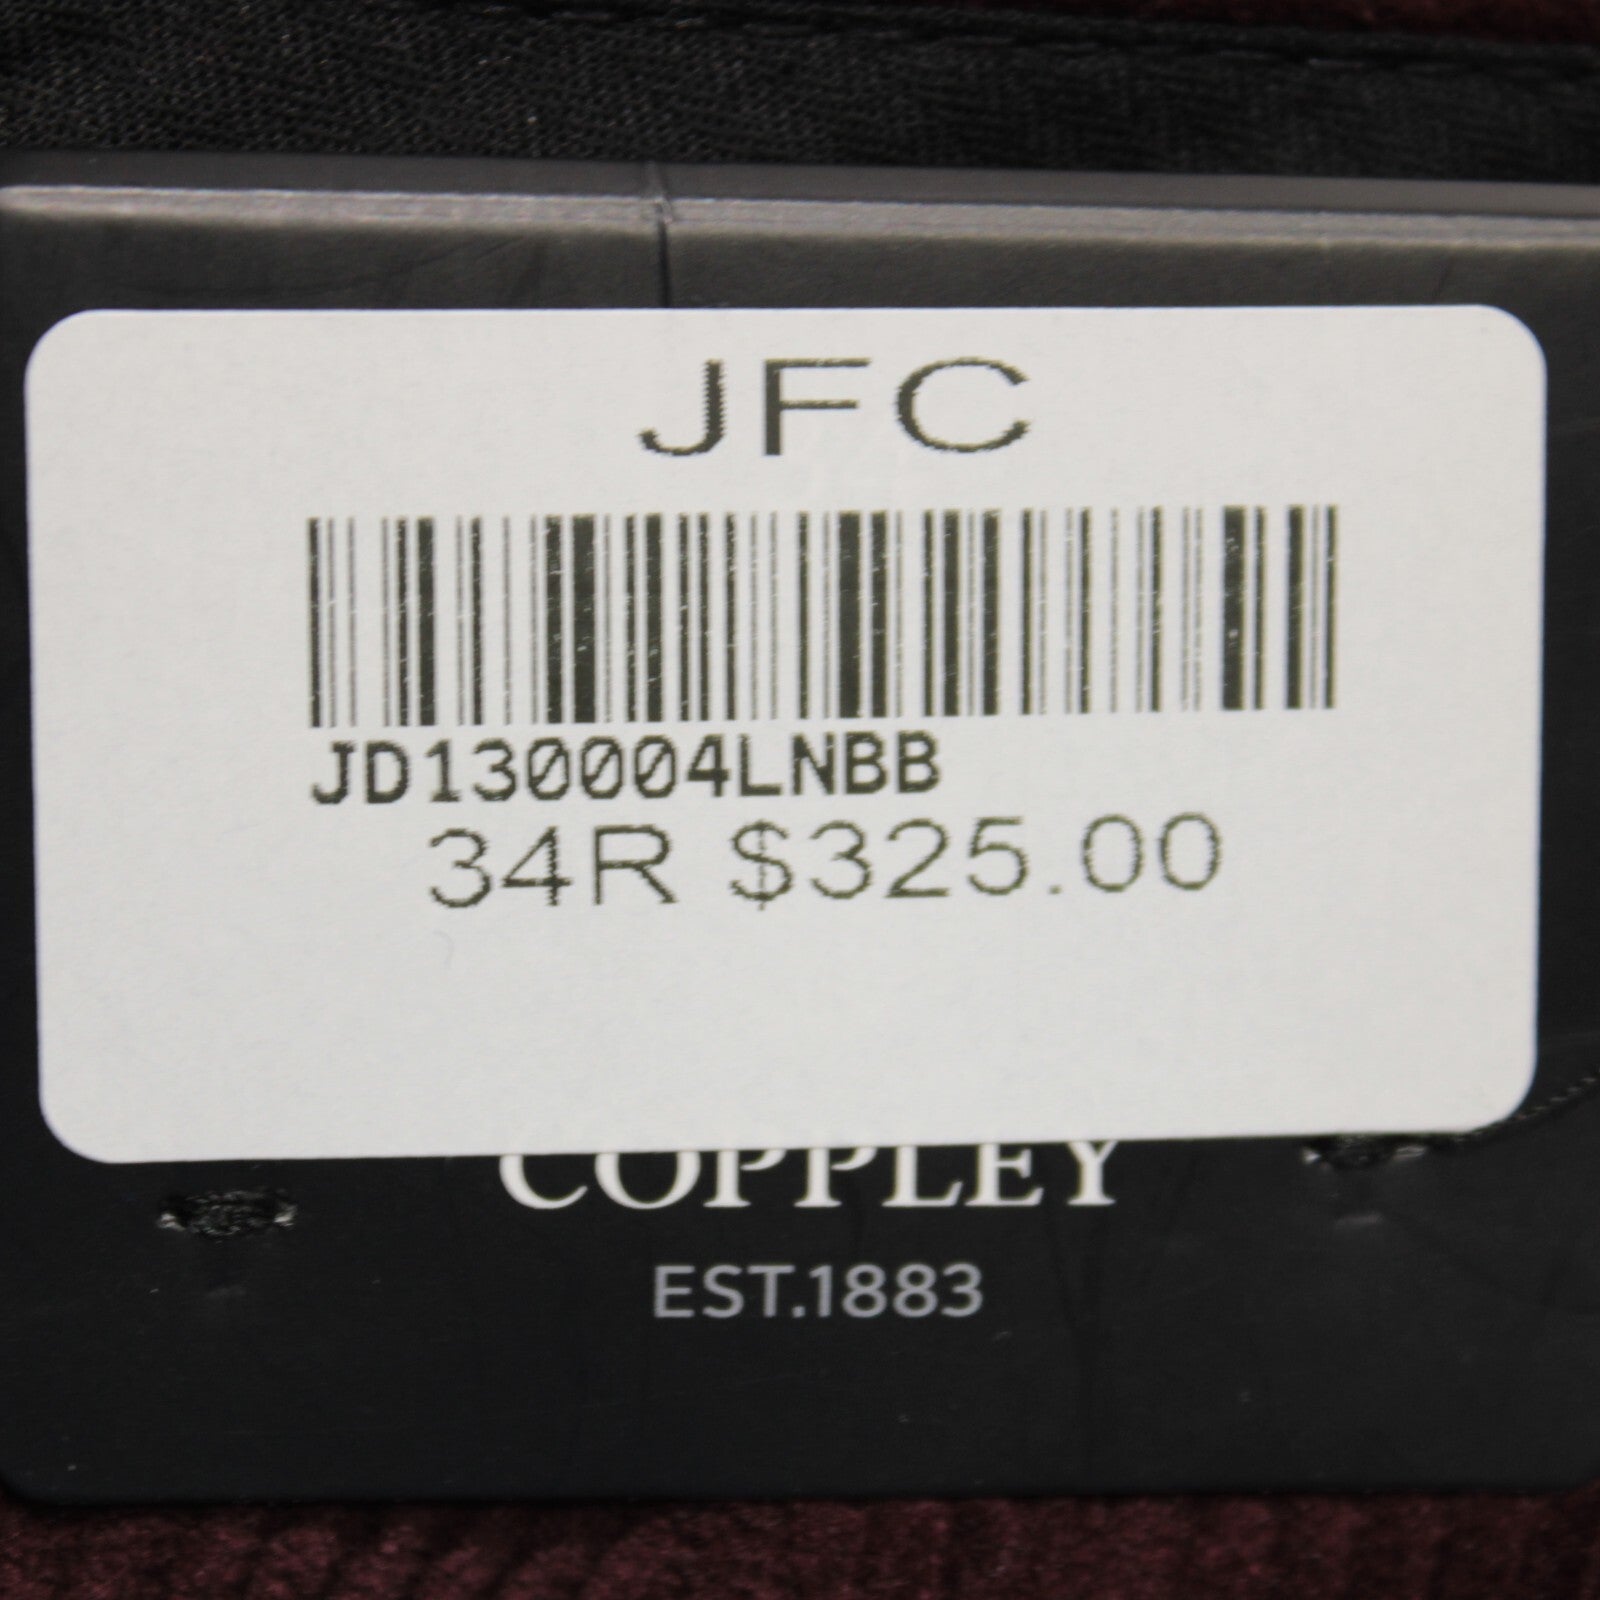 JFC
JD130004LNBB
34R $325.00
COPPLEY
EST.1883